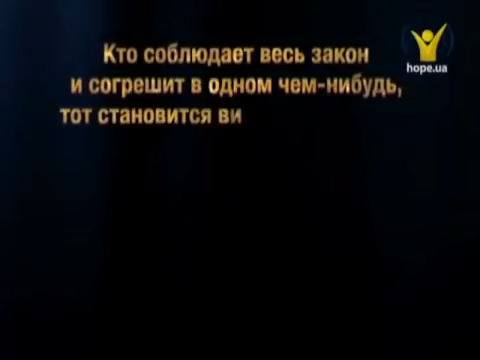 Кто соблюдает весь закон
и согрешит в одном чем-нибудь,
тот становится ви
hope.ua